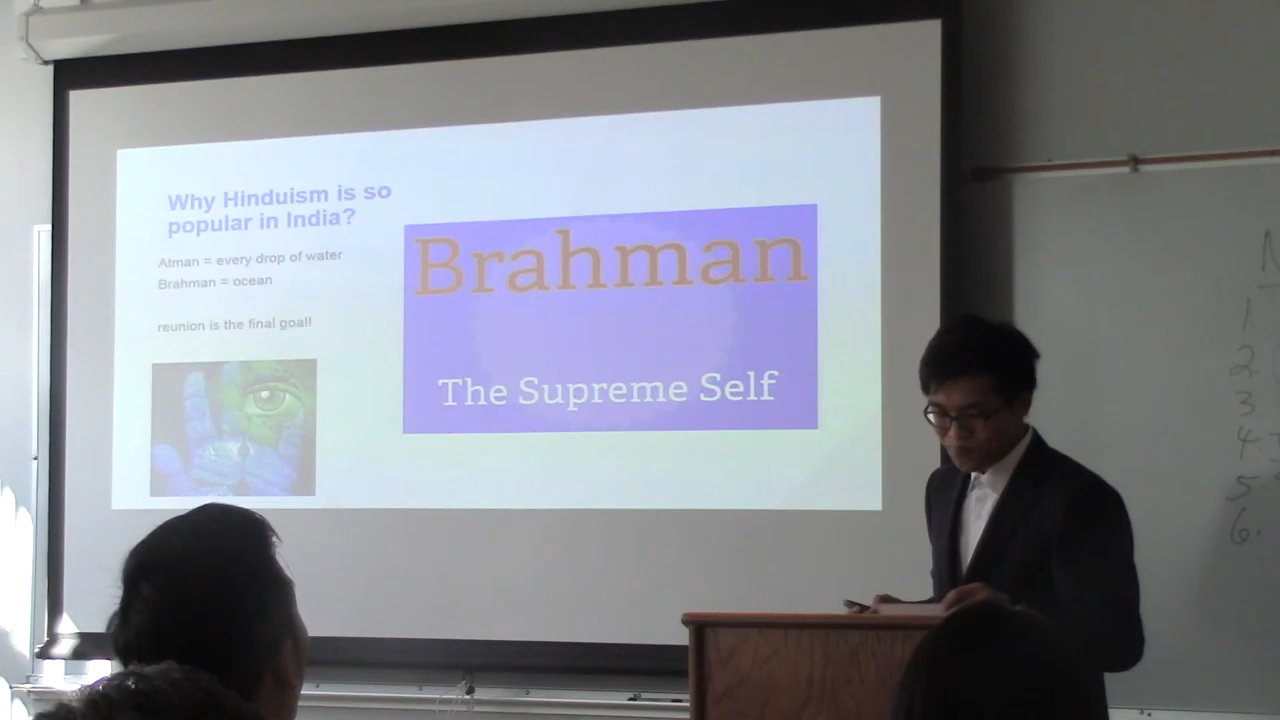 Why Hinduism is so
popular in India?
Atman = every drop of water
Brahman = ocean
reunion is the final goal!
Brahman
The Supreme Self
N
1.
2.
3
4.
5
6.